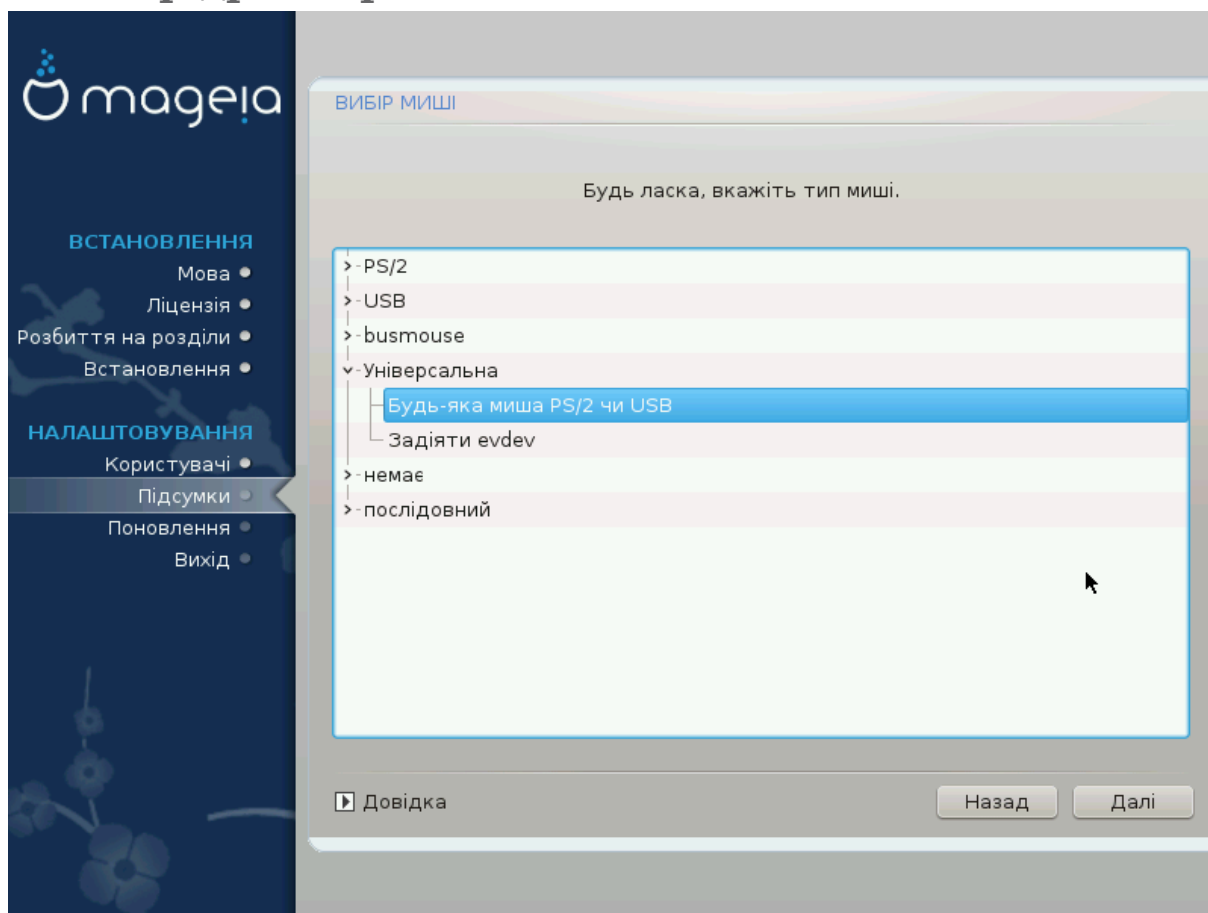 mageia
ВСТАНОВЛЕННЯ
Мова
Ліцензія
Розбиття на розділи
Встановлення
НАЛАШТОВУВАННЯ
Користувачі
Підсумки
Поновлення
Вихід
ВИБІР МИШІ
Будь ласка, вкажіть тип миші.
PS/2
USB
busmouse
Універсальна
Будь-яка миша PS/2 чи USB
Задіяти evdev
немає
послідовний
Довідка
Назад
Далі